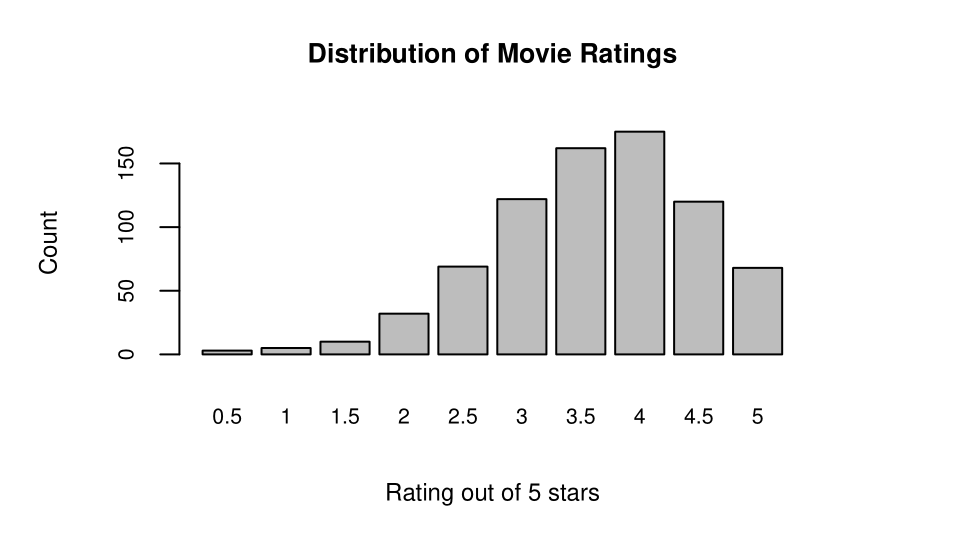 Distribution of Movie Ratings
Count
150
100
50
0
0.5 1 1.5 2 2.5 3 3.5 4 4.5 5
Rating out of 5 stars